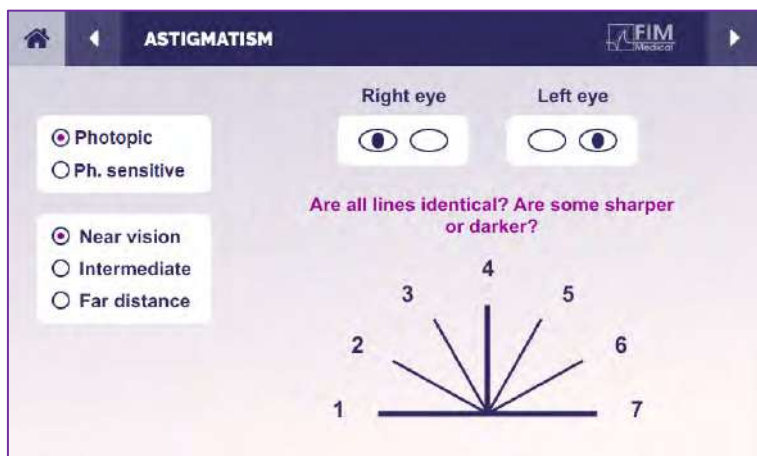 ASTIGMATISM
FIM
Medical
Right eye
Left eye
Photopic
Ph. sensitive
Near vision
Intermediate
Far distance
Are all lines identical? Are some sharper
or darker?
4
3
5
2
6
1
7